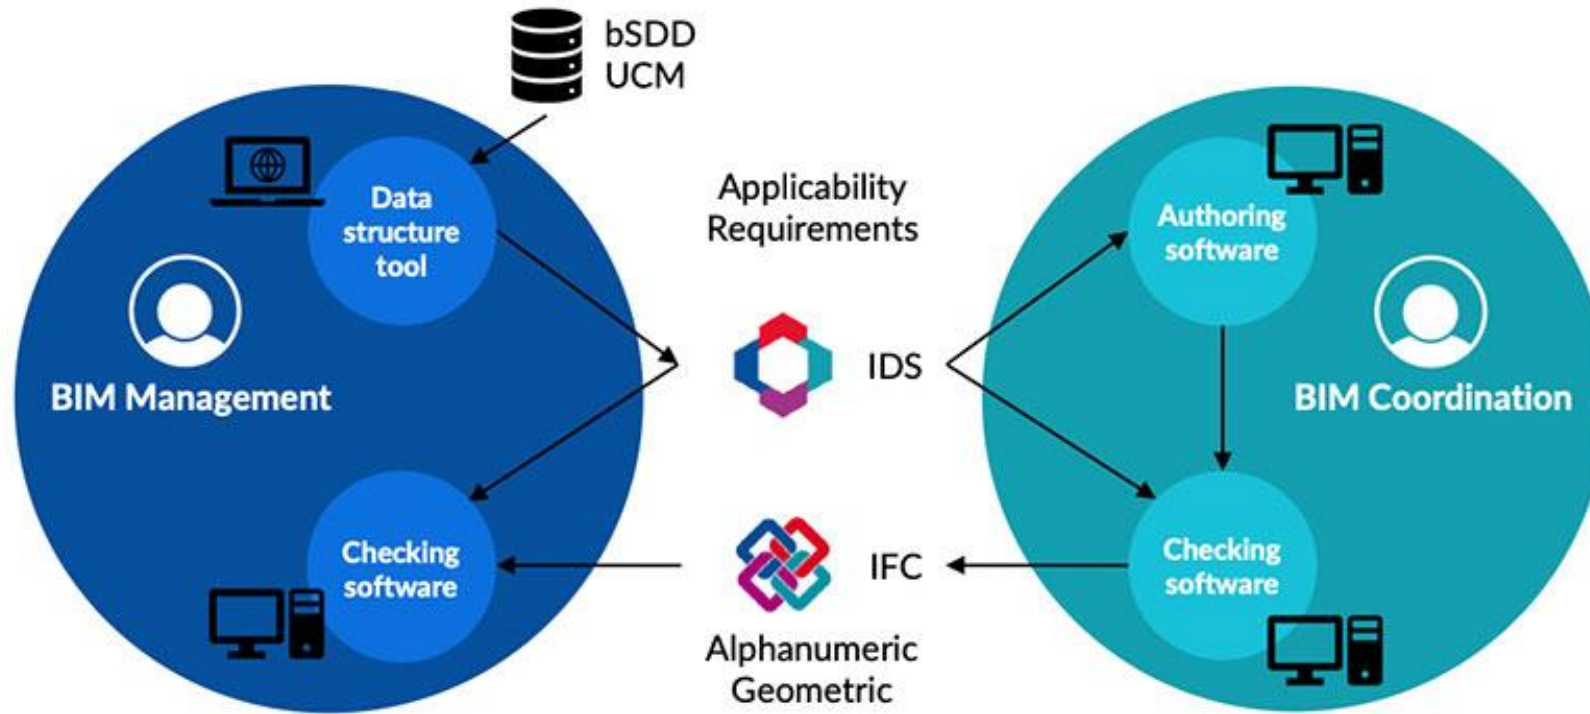 bSDD
UCM
Data
structure
tool
BIM Management
Checking
software
Applicability
Requirements
IDS
IFC
Alphanumeric
Geometric
Authoring
software
BIM Coordination
Checking
software